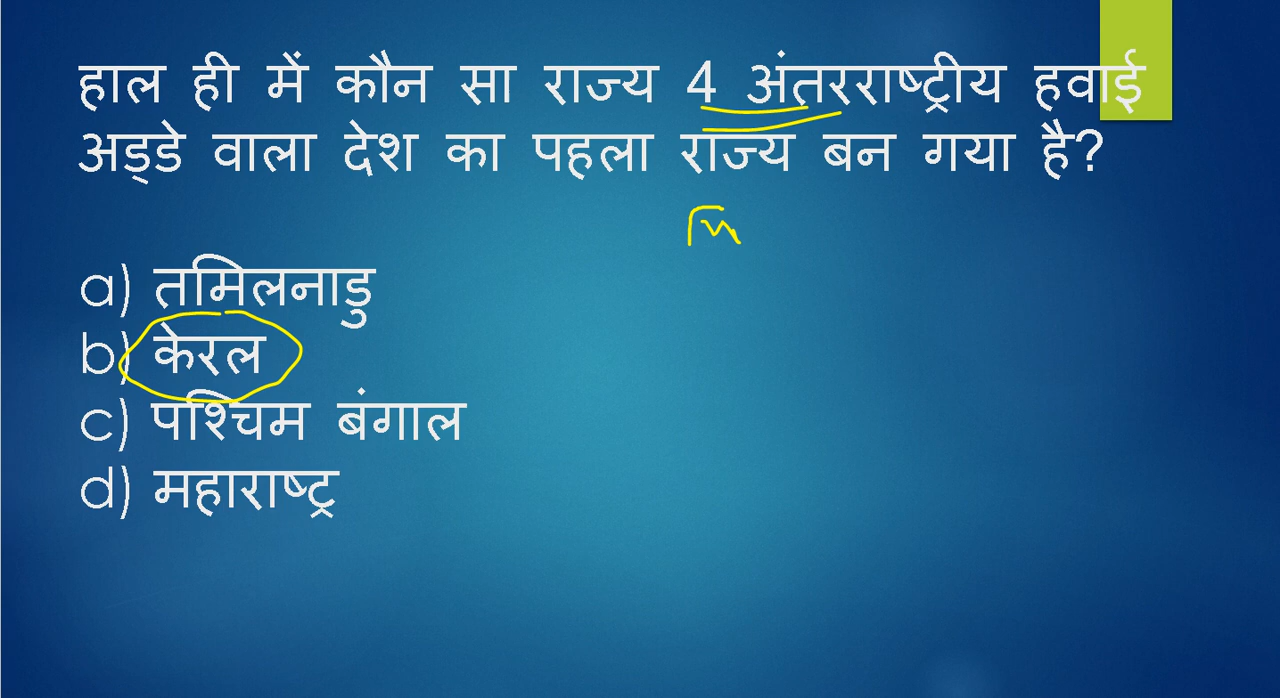 हाल ही में कौन सा राज्य 4 अंतरराष्ट्रीय हवाई
अड्डे वाला देश का पहला राज्य बन गया है?
a) तमिलनाडु
b) केरल
c) पश्चिम बंगाल
d) महाराष्ट्र